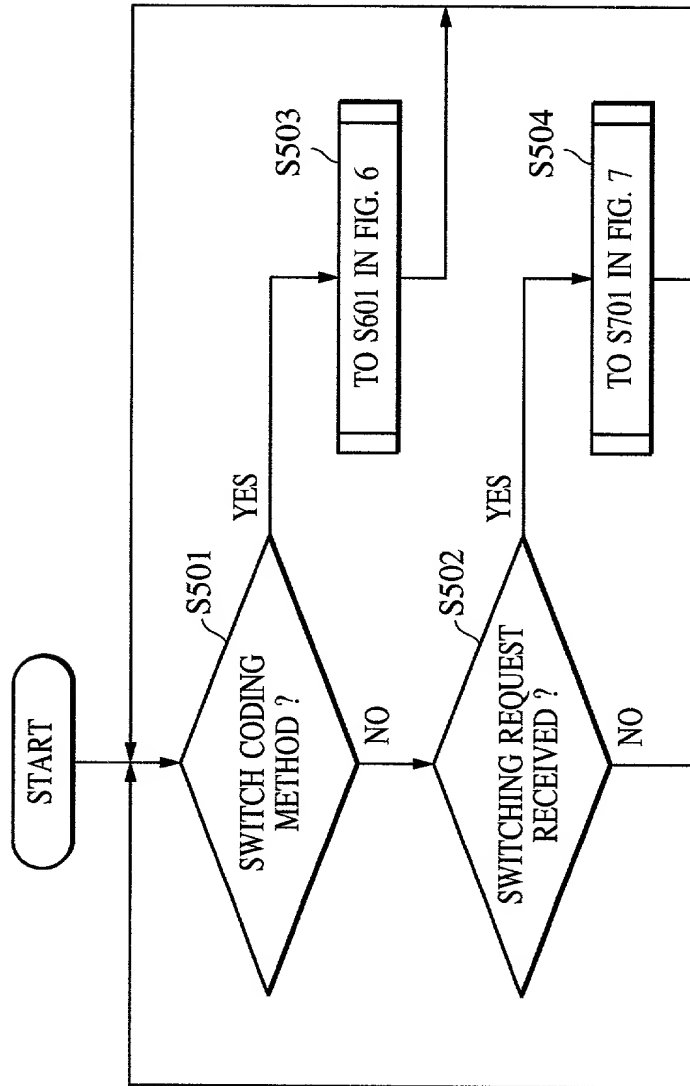 START
S501
SWITCH CODING
METHOD ?
YES
NO
S503
TO S601 IN FIG. 6
S502
SWITCHING REQUEST
RECEIVED ?
YES
NO
S504
TO S701 IN FIG. 7